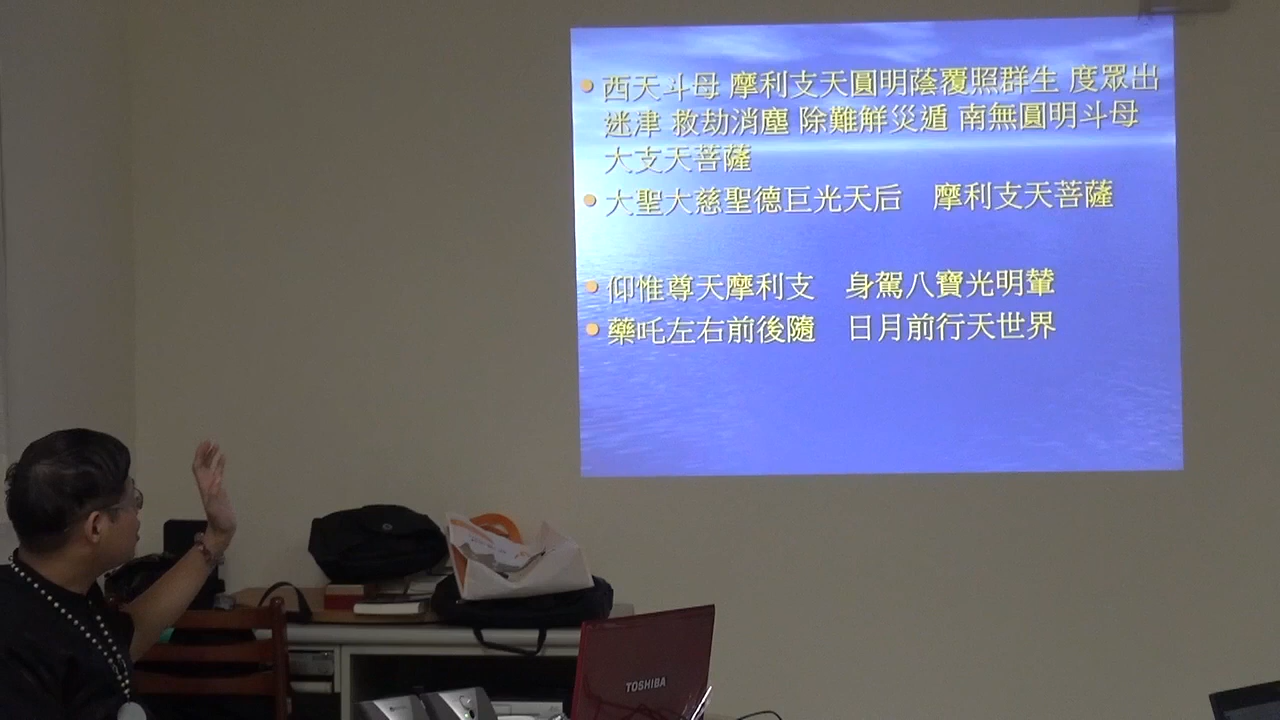 • 西天斗母 摩利支天圓明蔭覆照群生 度眾出
迷津 救劫消塵 除難解災遁 南無圓明斗母
大支天菩薩
• 大聖大慈聖德巨光天后　摩利支天菩薩
• 仰惟尊天摩利支　身駕八寶光明輦
• 藥吒左右前後隨　日月前行天世界
TOSHIBA